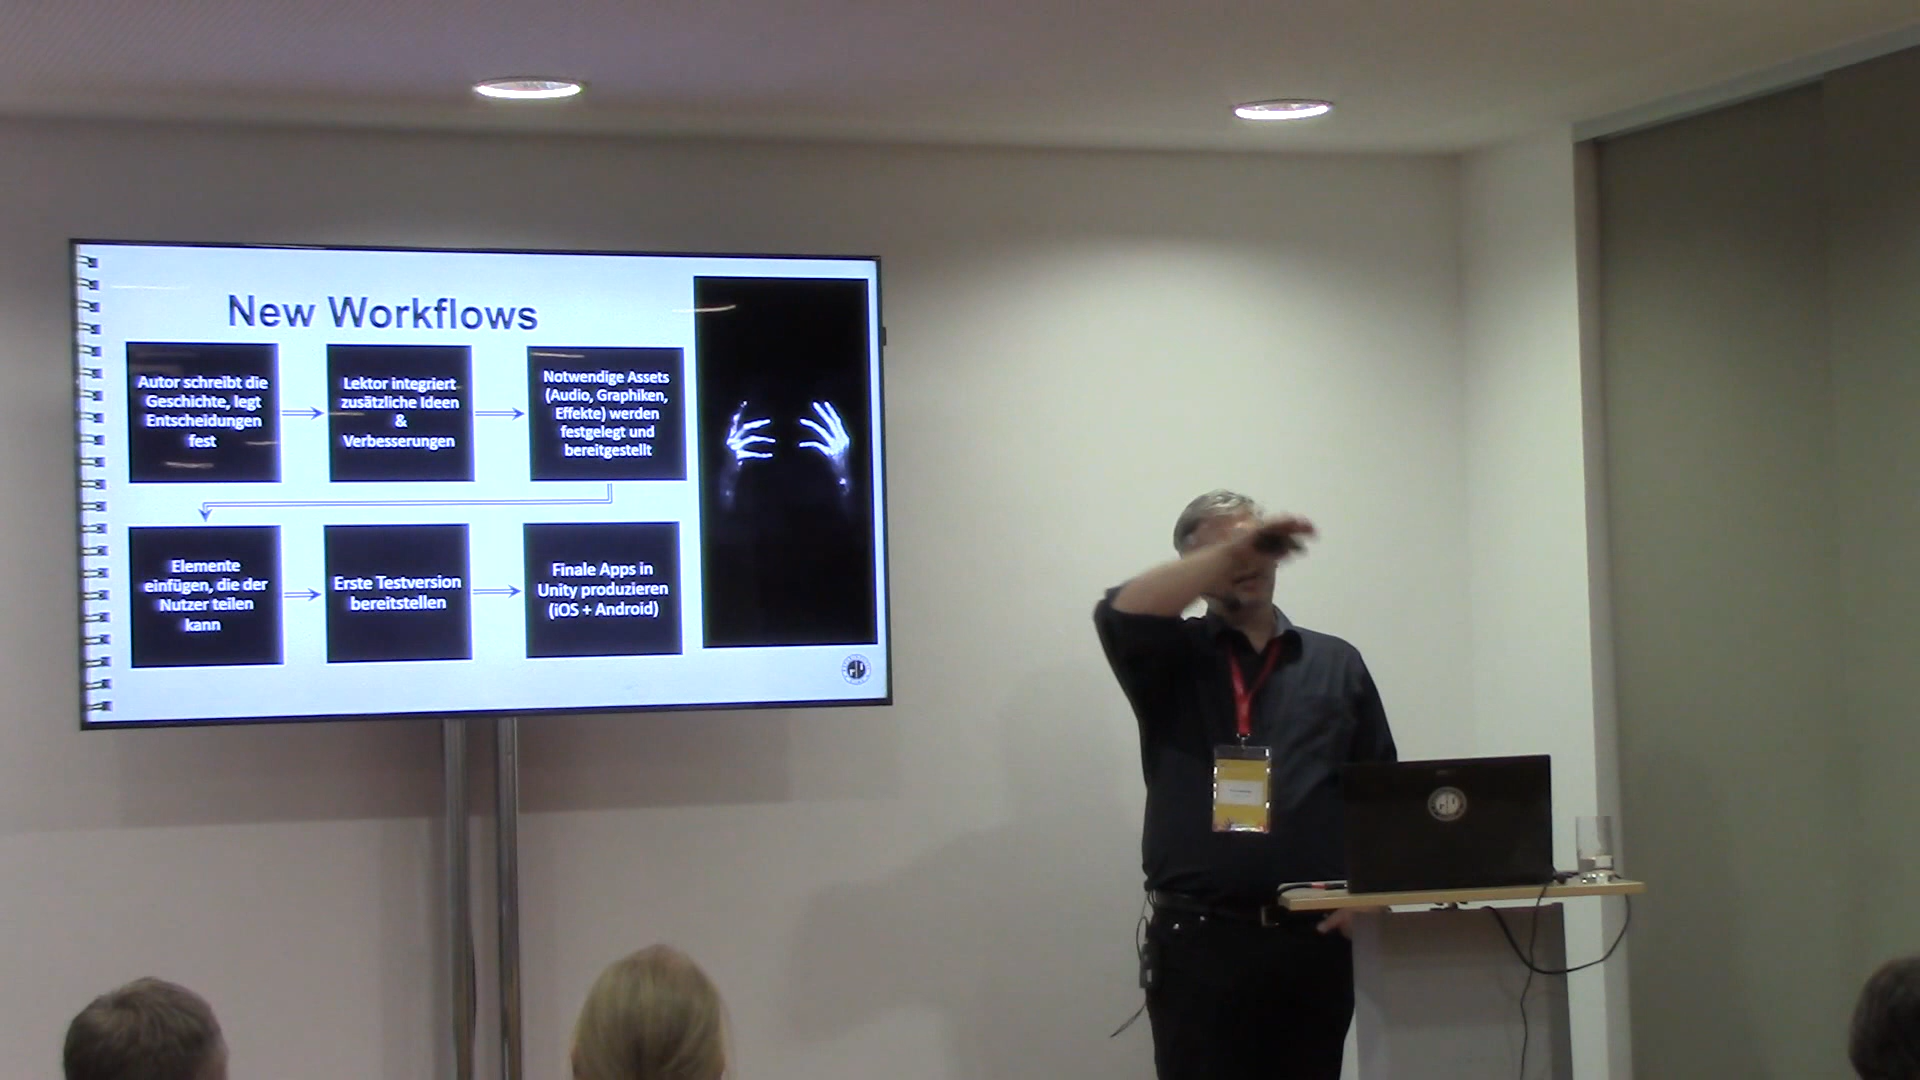 New Workflows
Autor schreibt die
Geschichte, legt
Entscheidungen
fest
Lektor integriert
zusätzliche Ideen
&
Verbesserungen
Notwendige Assets
(Audio, Graphiken,
Effekte) werden
festgelegt und
bereitgestellt
Elemente
einfügen, die der
Nutzer teilen
kann
Erste Testversion
bereitstellen
Finale Apps in
Unity produzieren
(iOS + Android)